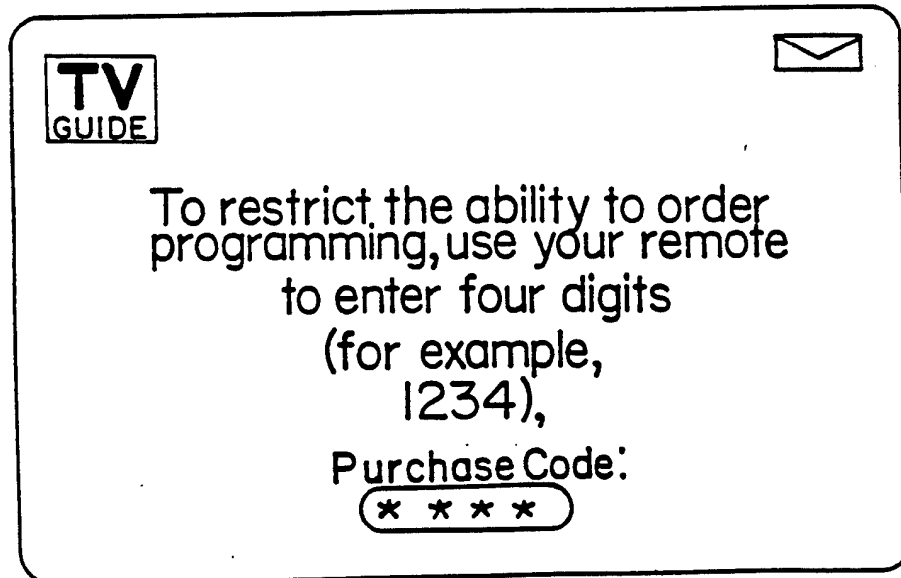 TV
GUIDE
To restrict the ability to order
programming, use your remote
to enter four digits
(for example,
1234),
Purchase Code:
* * * *